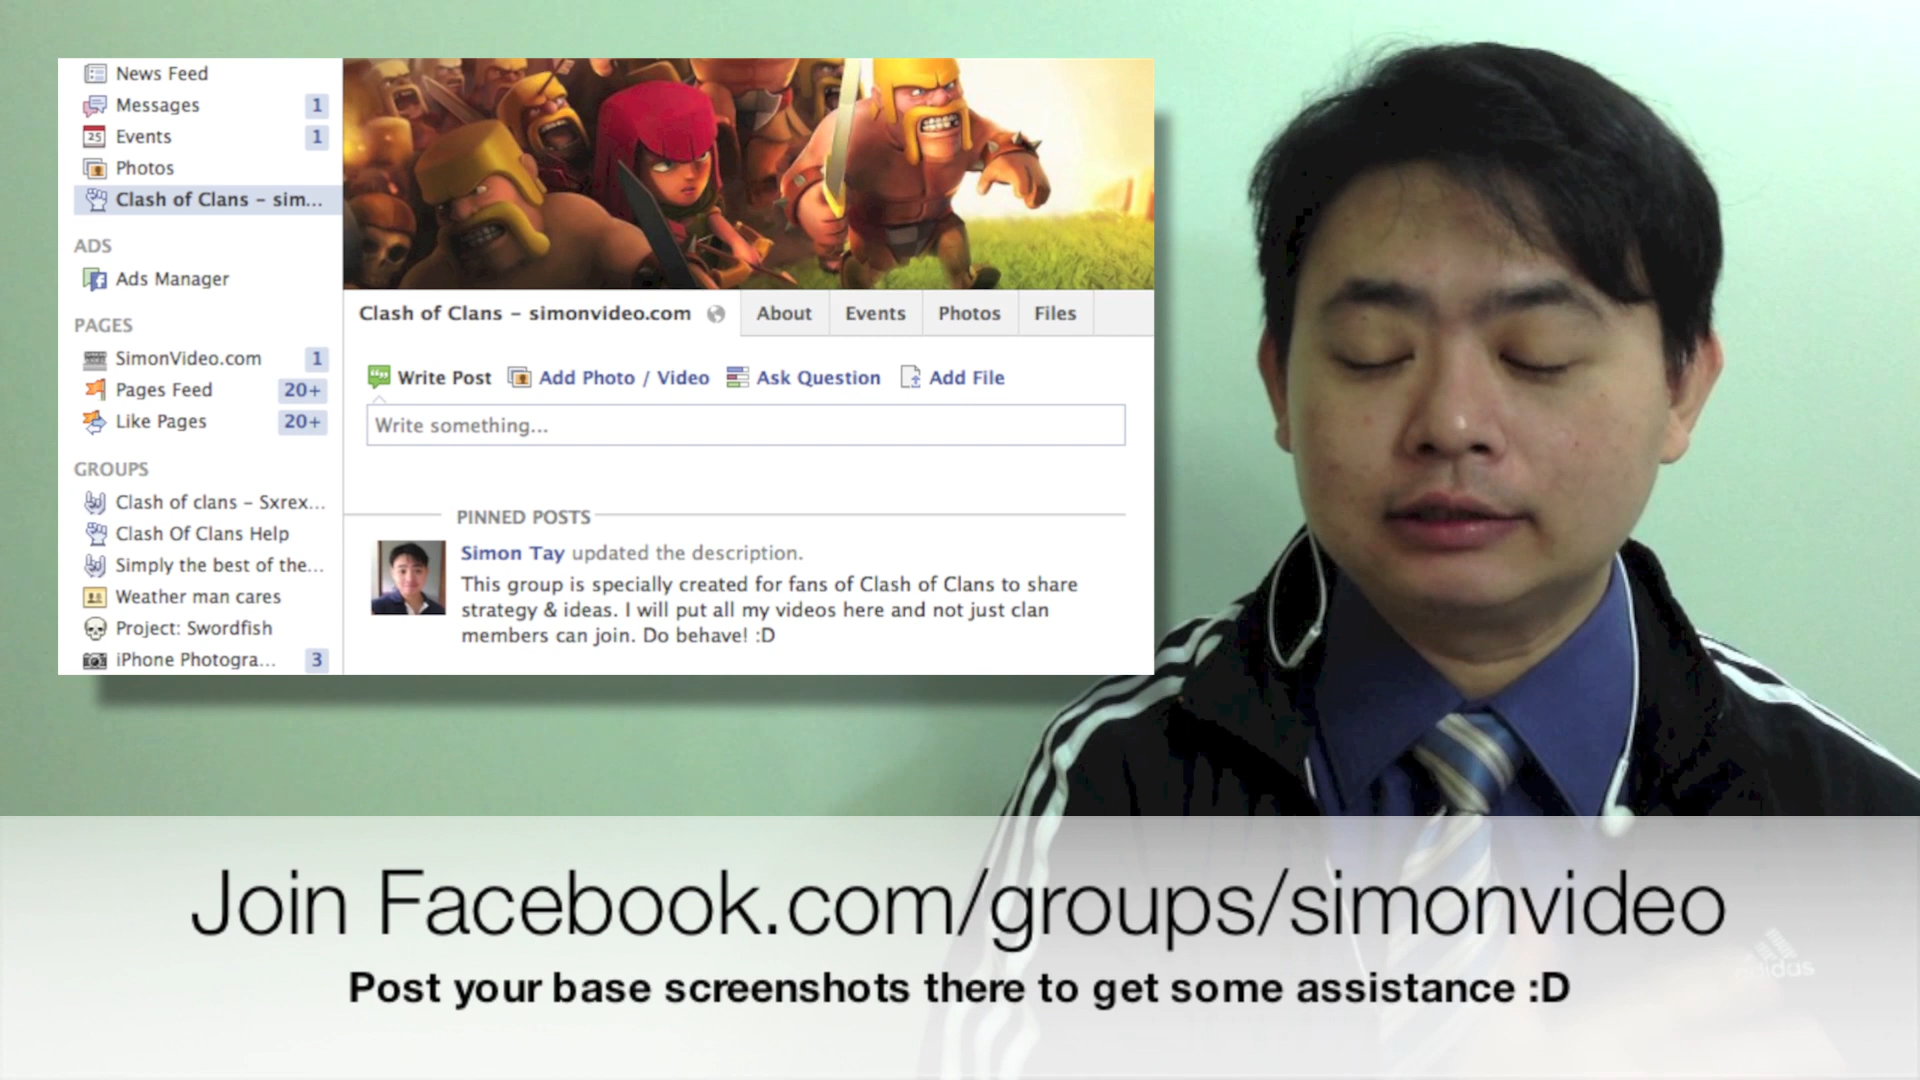 News Feed
Messages 1
25 Events 1
Photos
Clash of Clans – sim...
ADS
Ads Manager
PAGES
SimonVideo.com 1
Pages Feed 20+
Like Pages 20+
GROUPS
Clash of clans – Sxrex...
Clash Of Clans Help
Simply the best of the...
Weather man cares
Project: Swordfish
iPhone Photogra... 3
Clash of Clans – simonvideo.com About Events Photos Files
Write Post Add Photo / Video Ask Question Add File
Write something...
PINNED POSTS
Simon Tay updated the description.
This group is specially created for fans of Clash of Clans to share
strategy & ideas. I will put all my videos here and not just clan
members can join. Do behave! :D
Join Facebook.com/groups/simonvideo
adidas
Post your base screenshots there to get some assistance :D